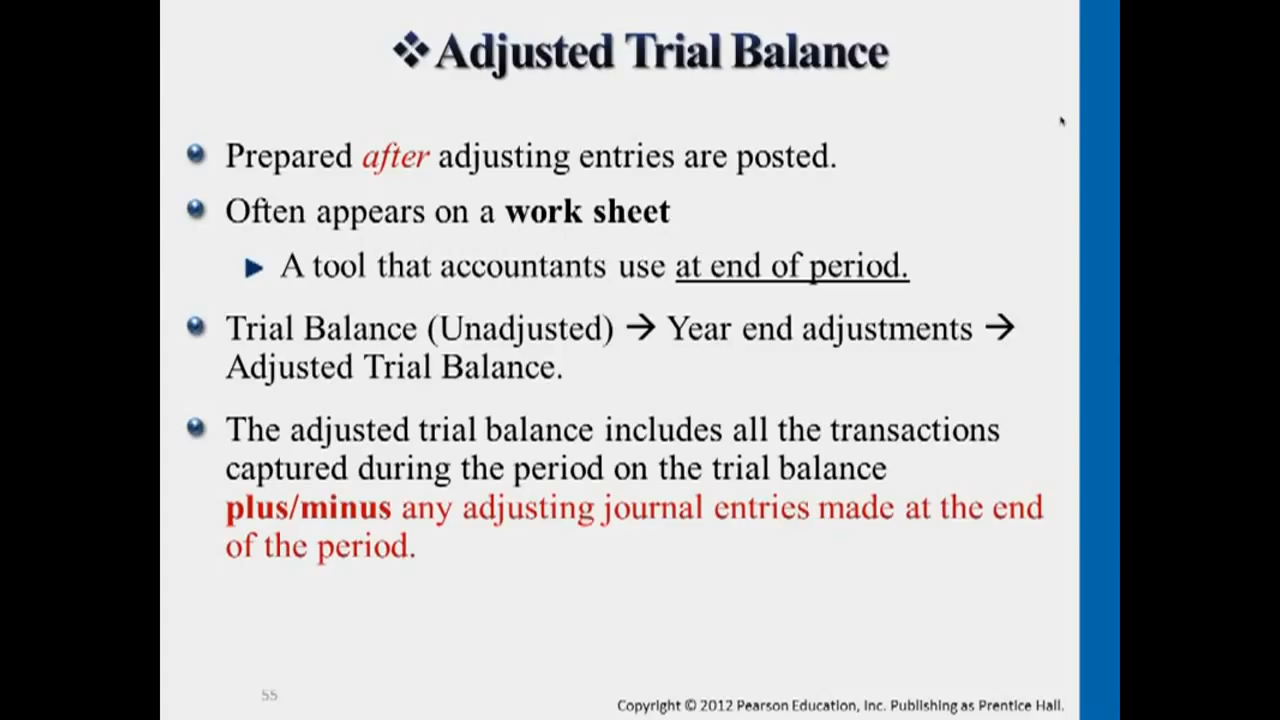 ❖Adjusted Trial Balance
Prepared after adjusting entries are posted.
Often appears on a work sheet
A tool that accountants use at end of period.
Trial Balance (Unadjusted) → Year end adjustments →
Adjusted Trial Balance.
The adjusted trial balance includes all the transactions
captured during the period on the trial balance
plus/minus any adjusting journal entries made at the end
of the period.
55
Copyright © 2012 Pearson Education, Inc. Publishing as Prentice Hall.